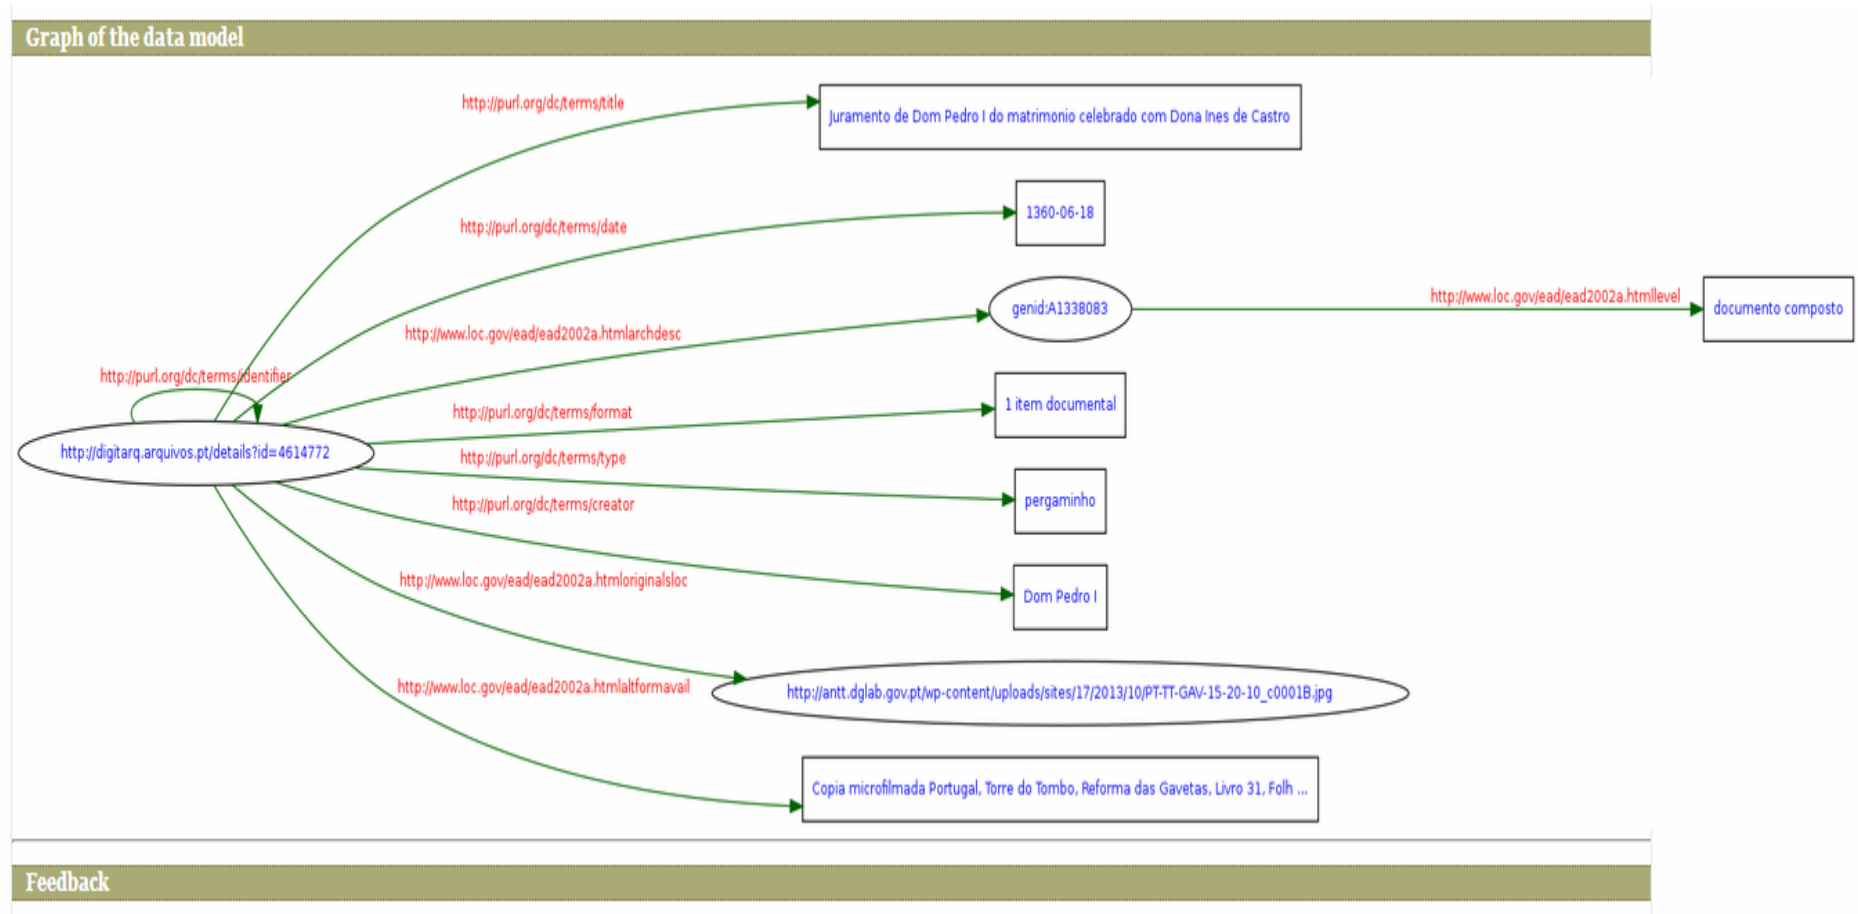 Graph of the data model
http://purl.org/dc/terms/title
Juramento de Dom Pedro I do matrimonio celebrado com Dona Ines de Castro
http://purl.org/dc/terms/date
1360-06-18
http://www.loc.gov/ead/ead2002a.htmlarchdesc
genid:A1338083
http://www.loc.gov/ead/ead2002a.htmllevel
documento composto
http://purl.org/dc/terms/identifier
http://digitarq.arquivos.pt/details?id=4614772
http://purl.org/dc/terms/format
1 item documental
http://purl.org/dc/terms/type
pergaminho
http://purl.org/dc/terms/creator
Dom Pedro I
http://www.loc.gov/ead/ead2002a.htmloriginalsloc
http://antt.dglab.gov.pt/wp-content/uploads/sites/17/2013/10/PT-TT-GAV-15-20-10_c0001B.jpg
http://www.loc.gov/ead/ead2002a.htmlaltformavail
Copia microfilmada Portugal, Torre do Tombo, Reforma das Gavetas, Livro 31, Folh ...
Feedback